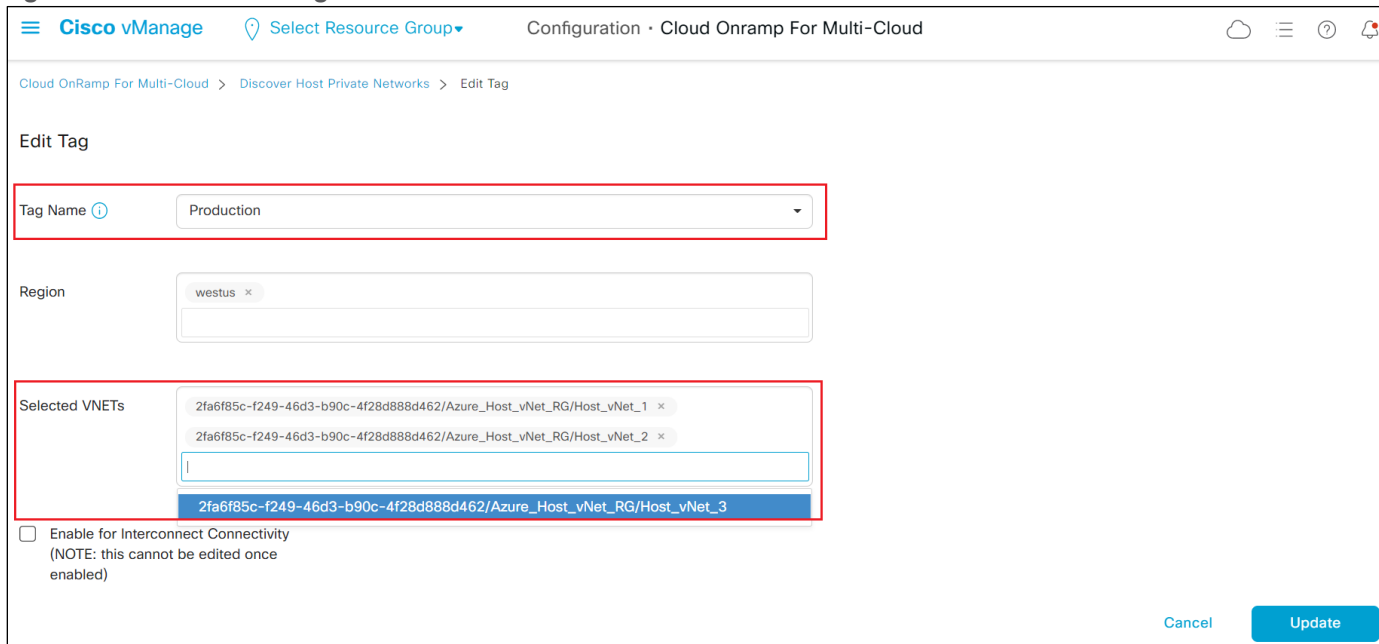 Cisco vManage Select Resource Group▾ Configuration · Cloud Onramp For Multi-Cloud
Cloud OnRamp For Multi-Cloud > Discover Host Private Networks > Edit Tag
Edit Tag
Tag Name Production
Region westus ×
Selected VNETs 2fa6f85c-f249-46d3-b90c-4f28d888d462/Azure_Host_vNet_RG/Host_vNet_1 ×
2fa6f85c-f249-46d3-b90c-4f28d888d462/Azure_Host_vNet_RG/Host_vNet_2 ×
2fa6f85c-f249-46d3-b90c-4f28d888d462/Azure_Host_vNet_RG/Host_vNet_3
Enable for Interconnect Connectivity
(NOTE: this cannot be edited once
enabled)
Cancel Update